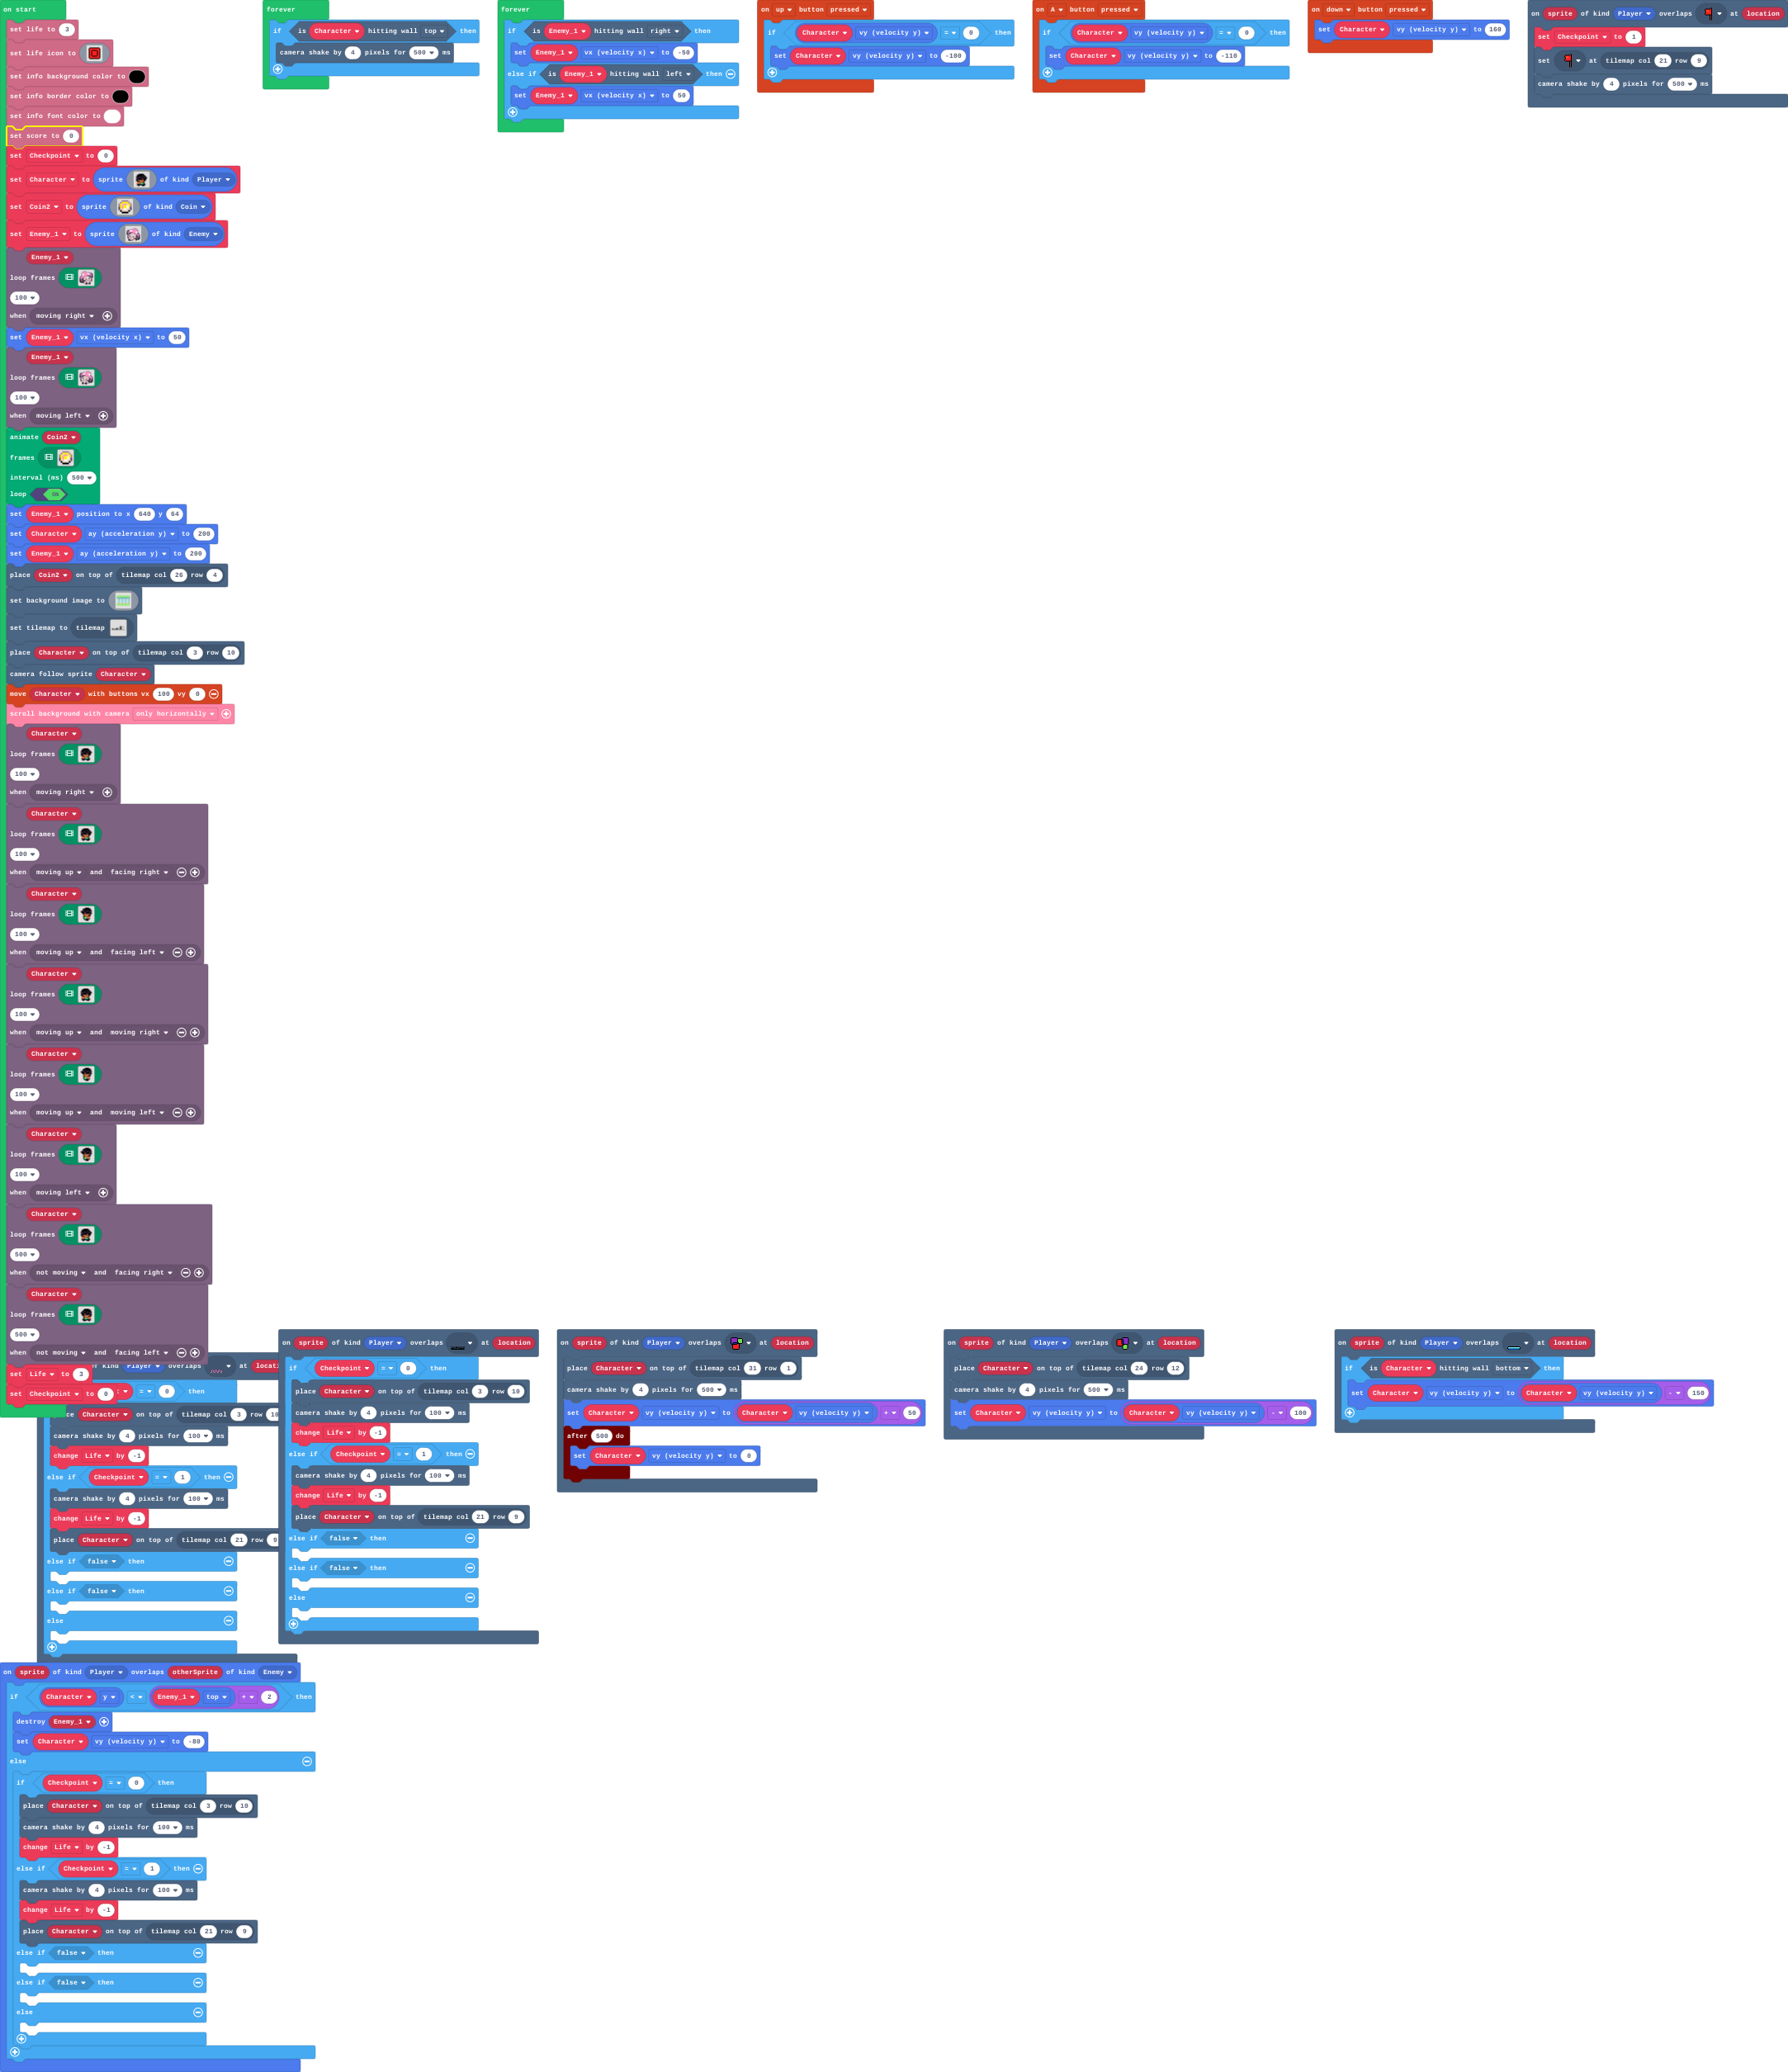 on start
set life to 3
set life icon to
set info background color to
set info border color to
set info font color to
set score to 0
set Checkpoint to 0
set Character to sprite of kind Player
set Coin2 to sprite of kind Coin
set Enemy_1 to sprite of kind Enemy
Enemy_1
loop frames
100
when moving right
set Enemy_1 vx (velocity x) to 50
Enemy_1
loop frames
100
when moving left
animate Coin2
frames
interval (ms) 500
loop ON
set Enemy_1 position to x 640 y 64
set Character ay (acceleration y) to 200
set Enemy_1 ay (acceleration y) to 200
place Coin2 on top of tilemap col 26 row 4
set background image to
set tilemap to tilemap
place Character on top of tilemap col 3 row 10
camera follow sprite Character
move Character with buttons vx 100 vy 0
scroll background with camera only horizontally
Character
loop frames
100
when moving right
Character
loop frames
100
when moving up and facing right
Character
loop frames
100
when moving up and facing left
Character
loop frames
100
when moving up and moving right
Character
loop frames
100
when moving up and moving left
Character
loop frames
100
when moving left
Character
loop frames
500
when not moving and facing right
Character
loop frames
500
when not moving and facing left
set Life to 3
set Checkpoint to 0
forever
if is Character hitting wall top then
camera shake by 4 pixels for 500 ms
forever
if is Enemy_1 hitting wall right then
set Enemy_1 vx (velocity x) to -50
else if is Enemy_1 hitting wall left then
set Enemy_1 vx (velocity x) to 50
on up button pressed
if Character vy (velocity y) = 0 then
set Character vy (velocity y) to -100
on A button pressed
if Character vy (velocity y) = 0 then
set Character vy (velocity y) to -110
on down button pressed
set Character vy (velocity y) to 160
on sprite of kind Player overlaps at location
set Checkpoint to 1
set at tilemap col 21 row 9
camera shake by 4 pixels for 500 ms
of kind Player overlaps at
= 0 then
Character on top of tilemap col 3 row
camera shake by 4 pixels for 100 ms
change Life by -1
else if Checkpoint = 1 then
camera shake by 4 pixels for 100 ms
change Life by -1
place Character on top of tilemap col 21 row
else if false then
else if false then
else
on sprite of kind Player overlaps at location
if Checkpoint = 0 then
place Character on top of tilemap col 3 row 10
camera shake by 4 pixels for 100 ms
change Life by -1
else if Checkpoint = 1 then
camera shake by 4 pixels for 100 ms
change Life by -1
place Character on top of tilemap col 21 row 9
else if false then
else if false then
else
on sprite of kind Player overlaps at location
place Character on top of tilemap col 31 row 1
camera shake by 4 pixels for 500 ms
set Character vy (velocity y) to Character vy (velocity y) + 50
after 500 do
set Character vy (velocity y) to 0
on sprite of kind Player overlaps at location
place Character on top of tilemap col 24 row 12
camera shake by 4 pixels for 500 ms
set Character vy (velocity y) to Character vy (velocity y) - 100
on sprite of kind Player overlaps at location
if is Character hitting wall bottom then
set Character vy (velocity y) to Character vy (velocity y) - 150
on sprite of kind Player overlaps otherSprite of kind Enemy
if Character y < Enemy_1 top + 2 then
destroy Enemy_1
set Character vy (velocity y) to -80
else
if Checkpoint = 0 then
place Character on top of tilemap col 3 row 10
camera shake by 4 pixels for 100 ms
change Life by -1
else if Checkpoint = 1 then
camera shake by 4 pixels for 100 ms
change Life by -1
place Character on top of tilemap col 21 row 9
else if false then
else if false then
else